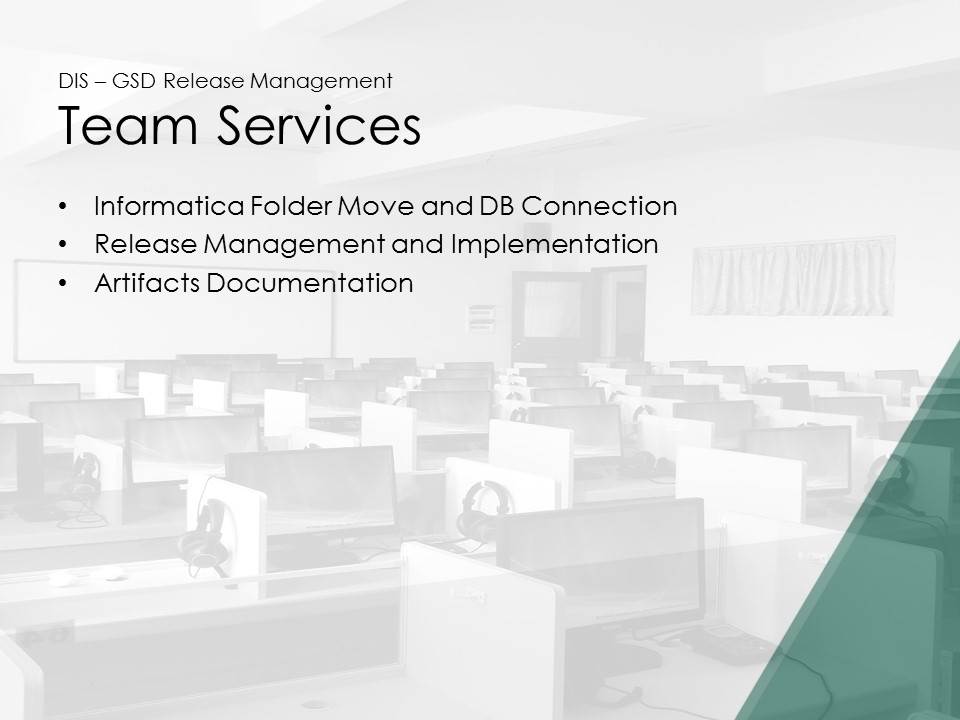 DIS – GSD Release Management
Team Services
• Informatica Folder Move and DB Connection
• Release Management and Implementation
• Artifacts Documentation